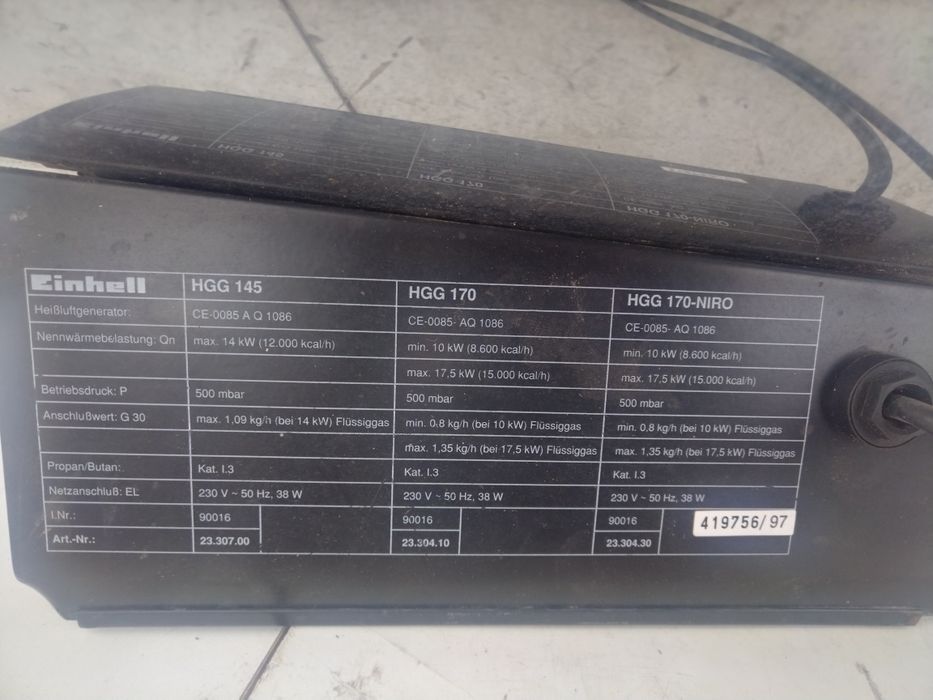 Einhell HGG 145 HGG 170 HGG 170-NIRO
Heißluftgenerator: CE-0085 A Q 1086 CE-0085- AQ 1086 CE-0085- AQ 1086
Nennwärmebelastung: Qn max. 14 kW (12.000 kcal/h) min. 10 kW (8.600 kcal/h) min. 10 kW (8.600 kcal/h)
max. 17,5 kW (15.000 kcal/h) max. 17,5 kW (15.000 kcal/h)
Betriebsdruck: P 500 mbar 500 mbar 500 mbar
Anschlußwert: G 30 max. 1,09 kg/h (bei 14 kW) Flüssiggas min. 0,8 kg/h (bei 10 kW) Flüssiggas min. 0,8 kg/h (bei 10 kW) Flüssiggas
max. 1,35 kg/h (bei 17,5 kW) Flüssiggas max. 1,35 kg/h (bei 17,5 kW) Flüssiggas
Propan/Butan: Kat. I.3 Kat. I.3 Kat. I.3
Netzanschluß: EL 230 V ~ 50 Hz, 38 W 230 V ~ 50 Hz, 38 W 230 V ~ 50 Hz, 38 W
I.Nr.: 90016 90016 90016 419756/97
Art.-Nr.: 23.307.00 23.304.10 23.304.30